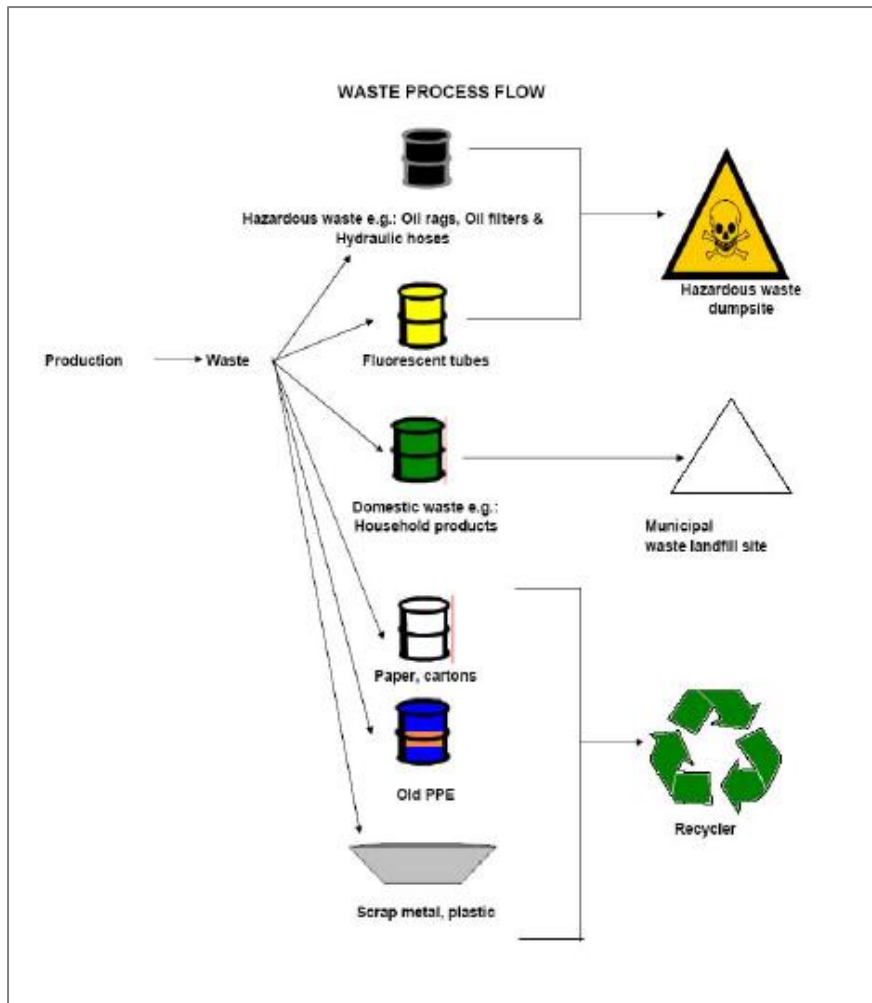 WASTE PROCESS FLOW
Hazardous waste e.g.: Oil rags, Oil filters &
Hydraulic hoses
Hazardous waste
dumpsite
Production
Waste
Fluorescent tubes
Domestic waste e.g.:
Household products
Municipal
waste landfill site
Paper, cartons
Old PPE
Recycler
Scrap metal, plastic